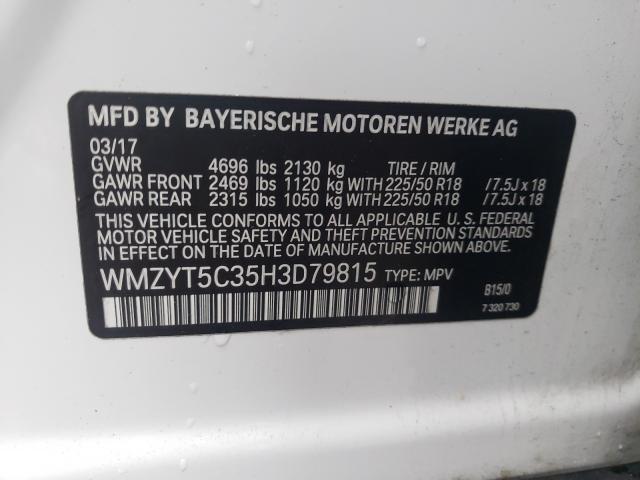 MFD BY BAYERISCHE MOTOREN WERKE AG
03/17
GVWR 4696 lbs 2130 kg TIRE / RIM
GAWR FRONT 2469 lbs 1120 kg WITH 225/50 R18 /7.5J x 18
GAWR REAR 2315 lbs 1050 kg WITH 225/50 R18 /7.5J x 18
THIS VEHICLE CONFORMS TO ALL APPLICABLE U. S. FEDERAL
MOTOR VEHICLE SAFETY AND THEFT PREVENTION STANDARDS
IN EFFECT ON THE DATE OF MANUFACTURE SHOWN ABOVE.
WMZYT5C35H3D79815 TYPE: MPV
B15/0
7 320 730